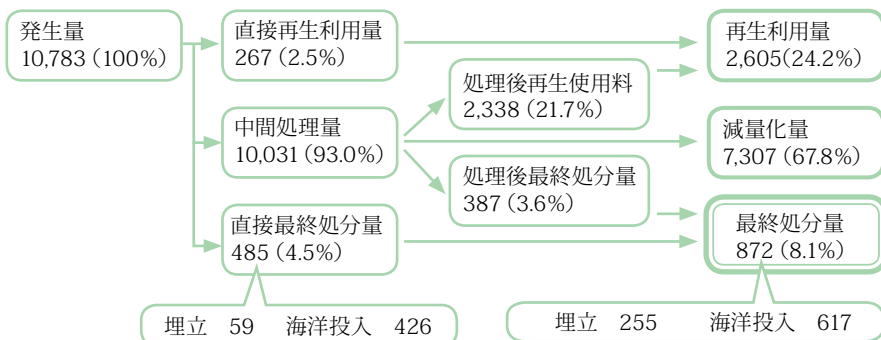 発生量
10,783 (100%)
直接再生利用量
267 (2.5%)
再生利用量
2,605(24.2%)
処理後再生使用料
2,338 (21.7%)
中間処理量
10,031 (93.0%)
減量化量
7,307 (67.8%)
処理後最終処分量
387 (3.6%)
直接最終処分量
485 (4.5%)
最終処分量
872 (8.1%)
埋立 59 海洋投入 426
埋立 255 海洋投入 617